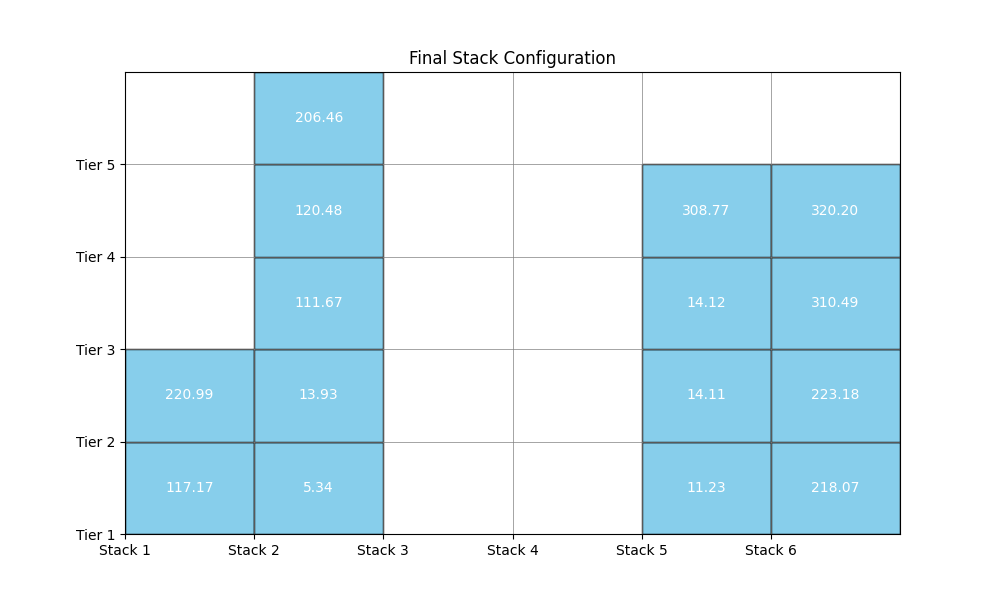 Final Stack Configuration
206.46
Tier 5
120.48 308.77 320.20
Tier 4
111.67 14.12 310.49
Tier 3
220.99 13.93 14.11 223.18
Tier 2
117.17 5.34 11.23 218.07
Tier 1
Stack 1 Stack 2 Stack 3 Stack 4 Stack 5 Stack 6